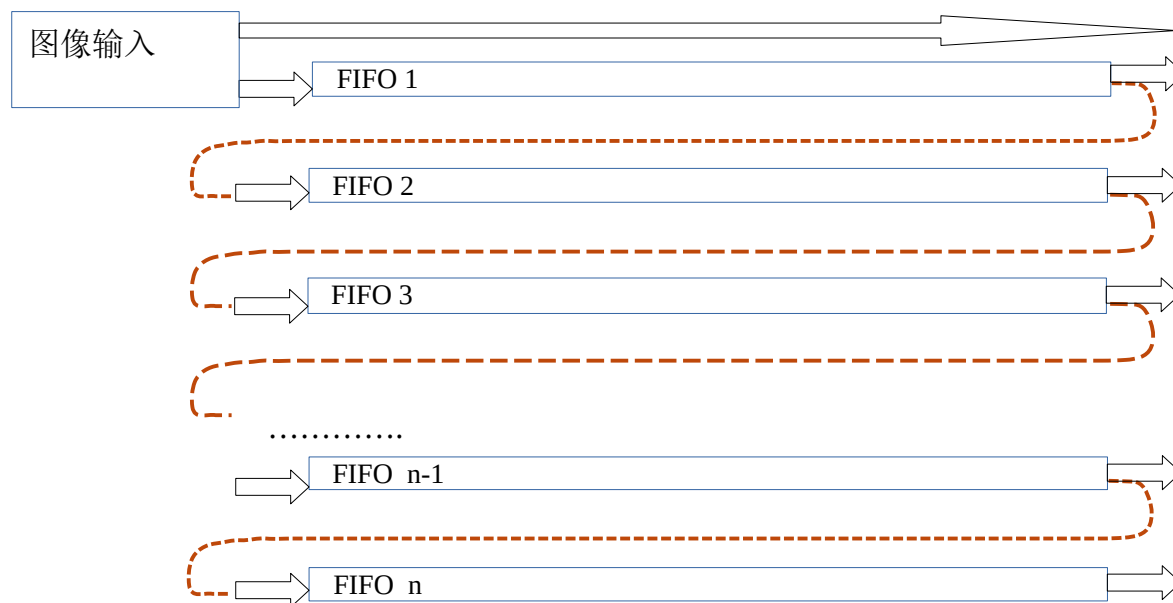 图像输入
FIFO 1
FIFO 2
FIFO 3
………….
FIFO n-1
FIFO n